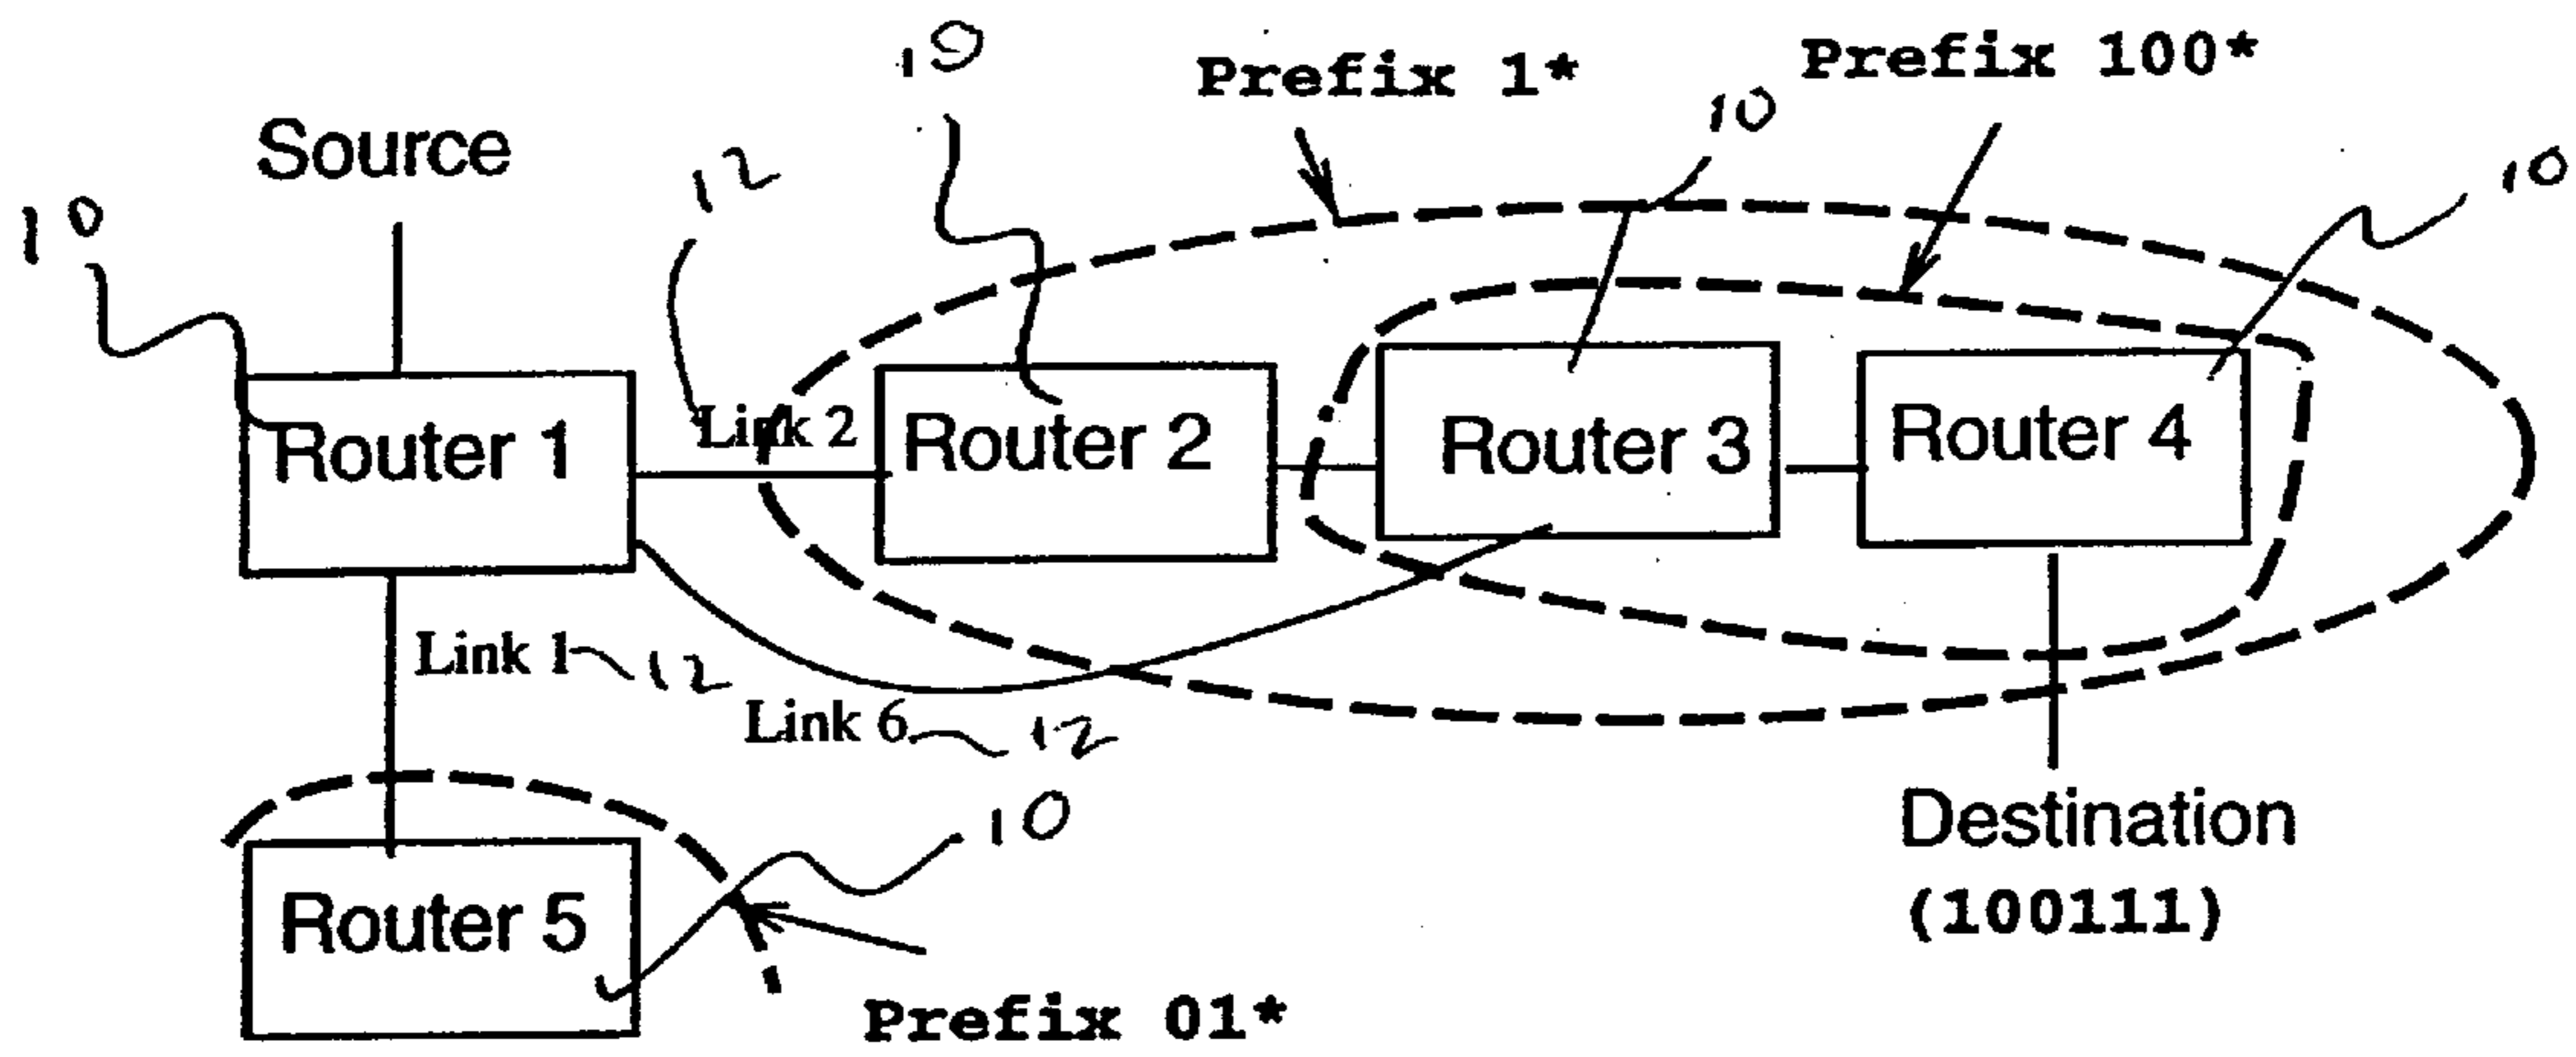 10
Prefix 1*
Prefix 100*
Source
12
10
10
10
Link 2
Router 1
Router 2
Router 3
Router 4
Link 1 12
Link 6 12
10
Destination
(100111)
Router 5
Prefix 01*